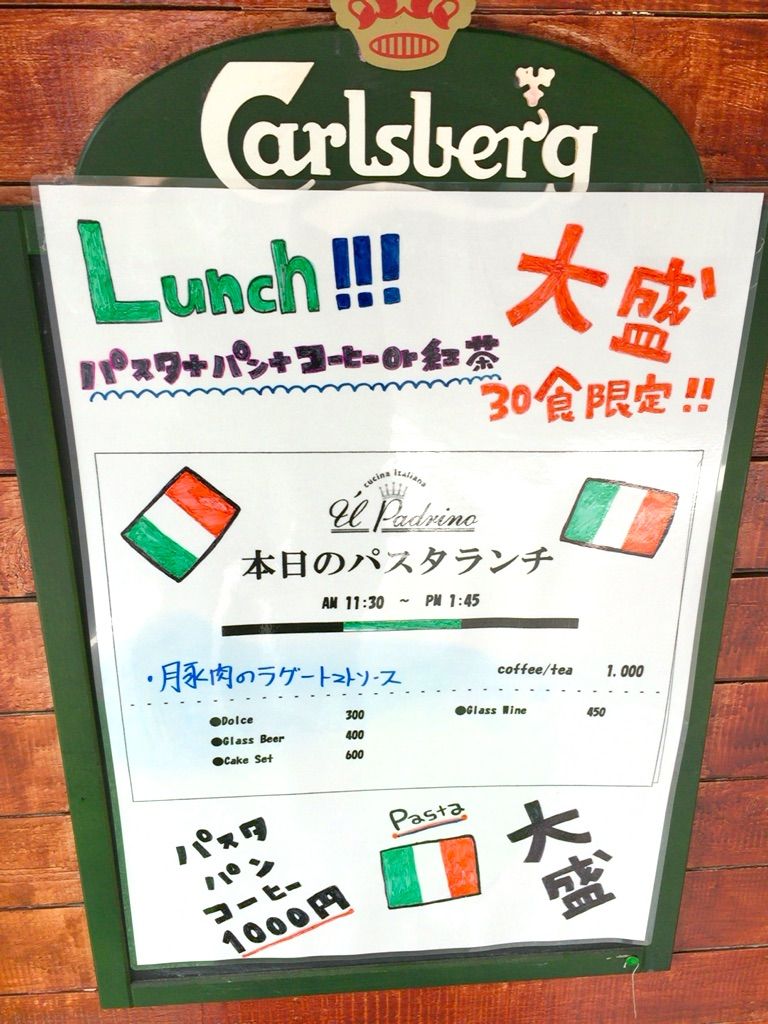 Carlsberg
Lunch!!!
大盛
パスタ+パン+コーヒーor紅茶
30食限定!!
cucina italiana
il Padrino
本日のパスタランチ
AM 11:30 ~ PM 1:45
・豚肉のラグートマトソース coffee/tea 1.000
●Dolce 300 ●Glass Wine 450
●Glass Beer 400
●Cake Set 600
パスタ
パン
コーヒー
1000円
Pasta
大盛